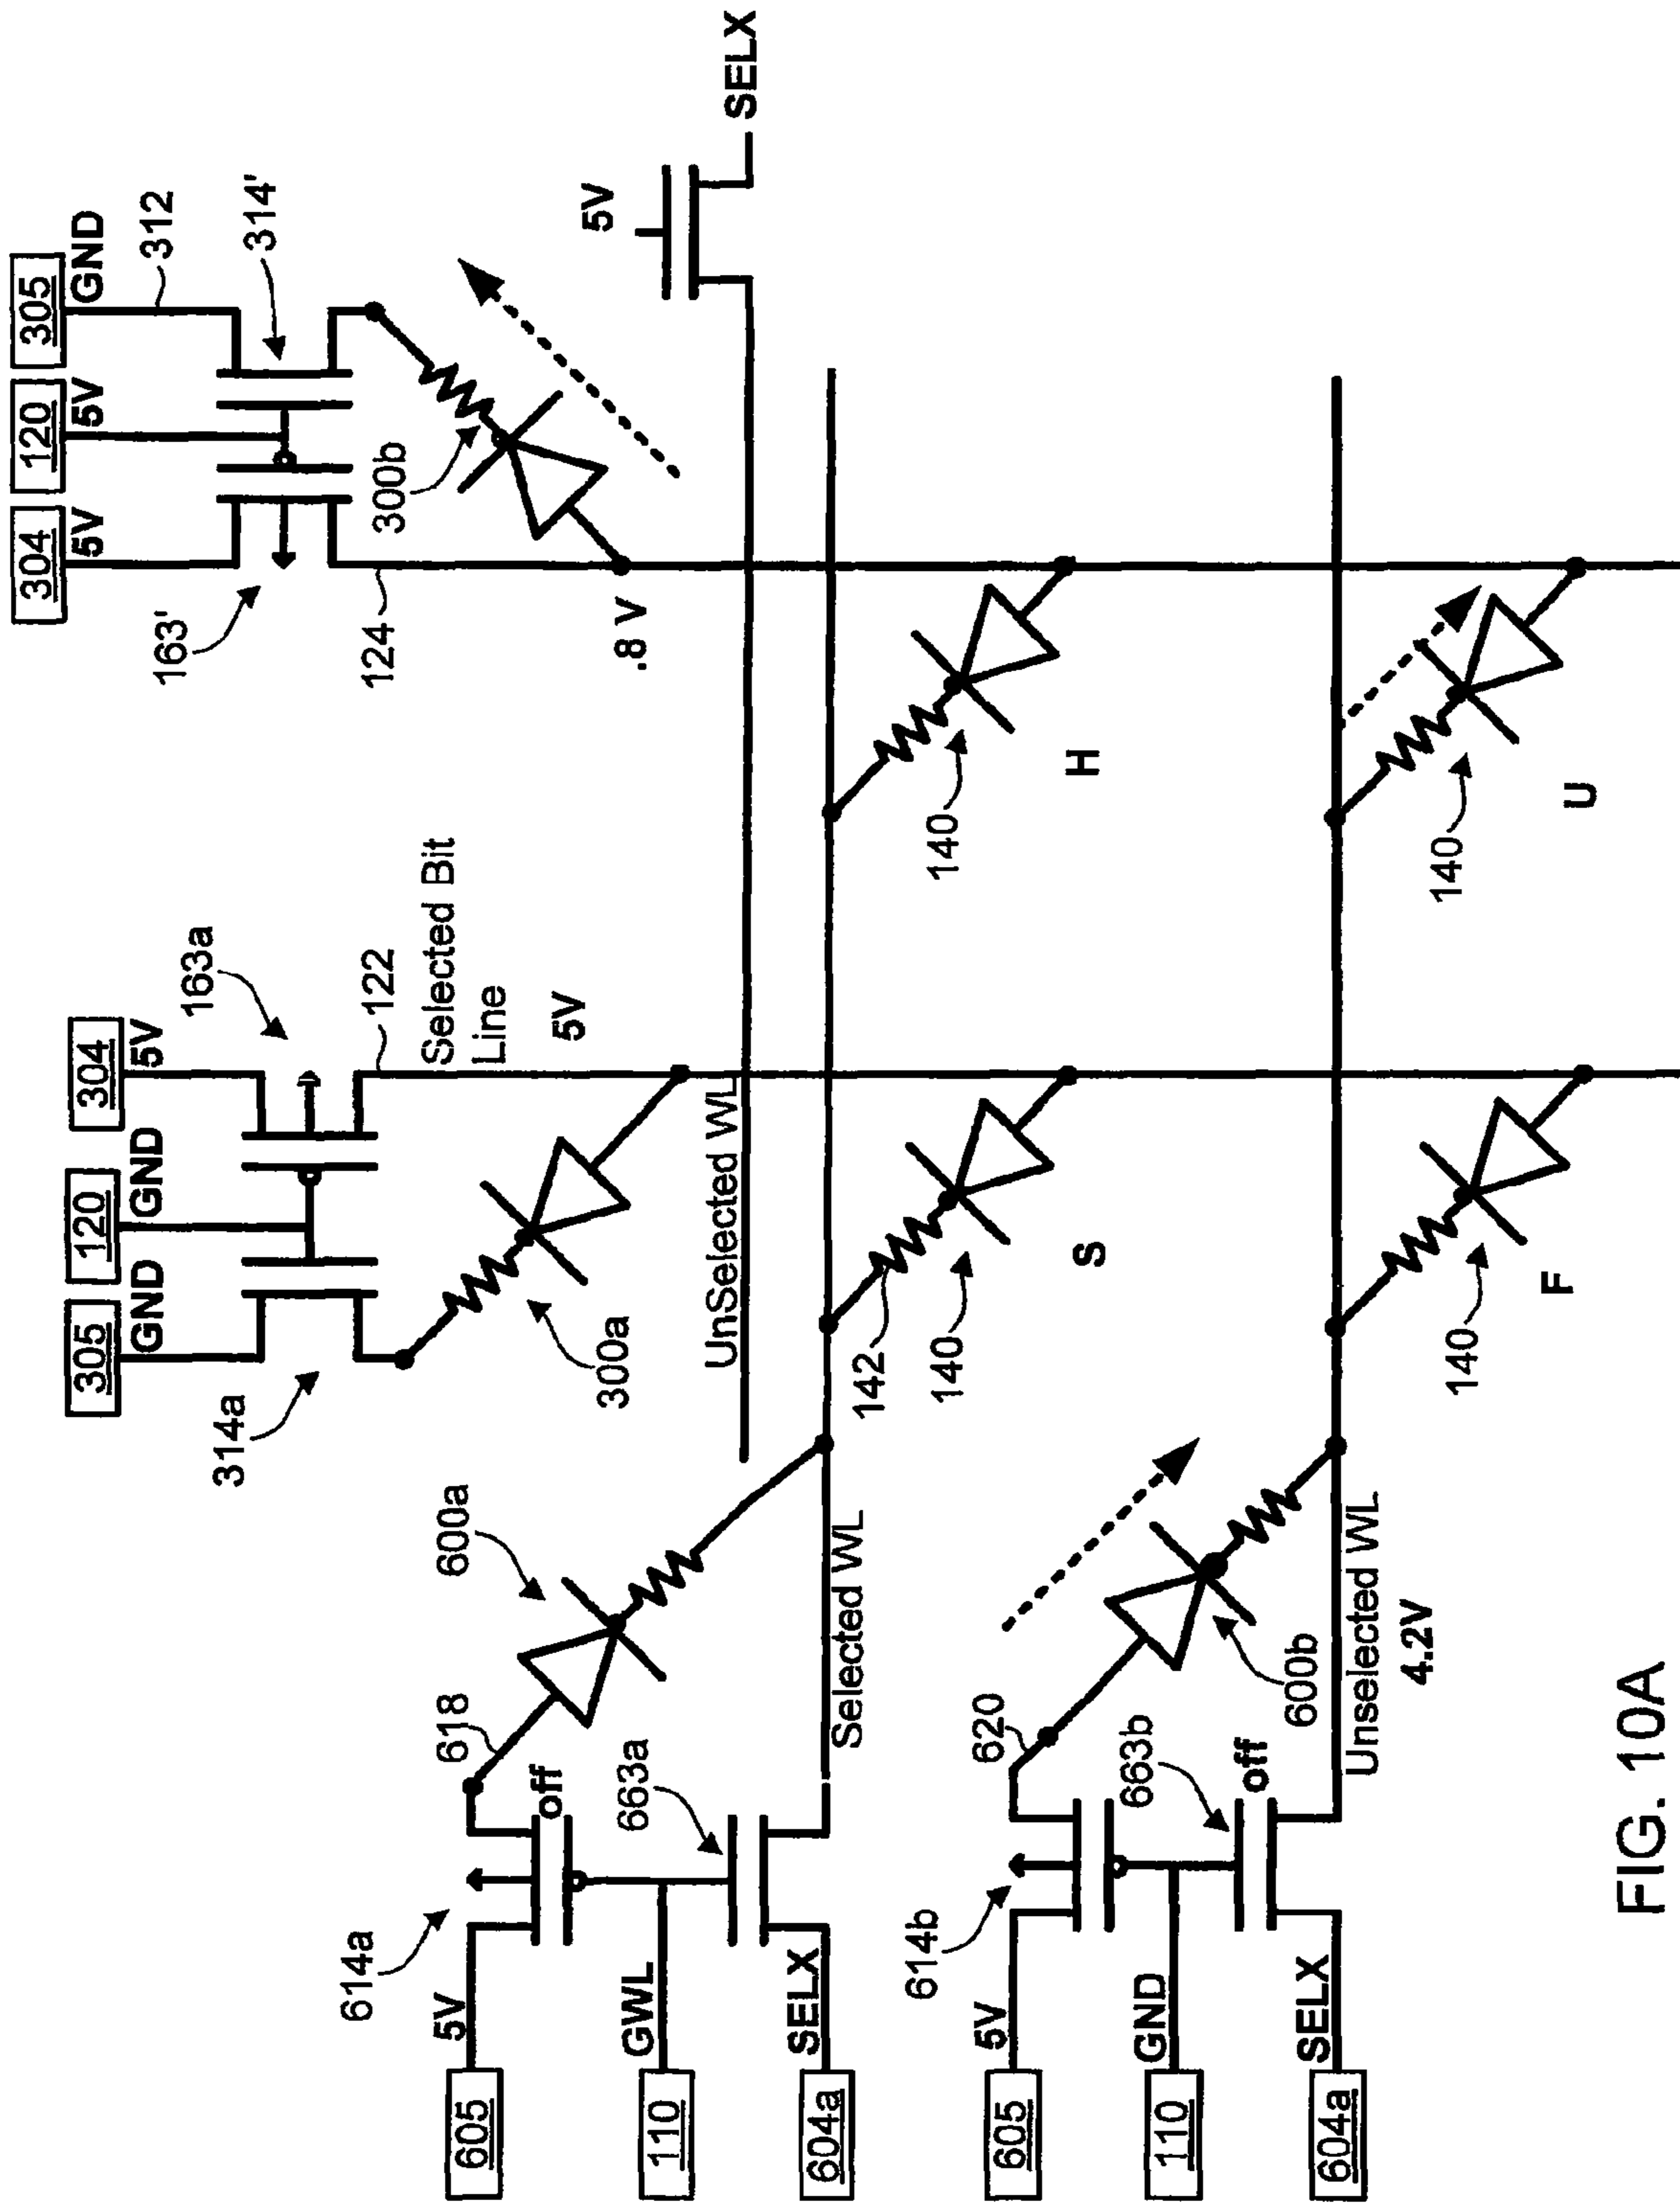 305
GND
120
GND
304
5V
314a
163a
122
Selected Bit
Line
5V
300a
304
5V
120
5V
305
GND
163'
312
314'
124
300b
.8 V
5V
SELX
UnSelected WL
605
5V
614a
off
618
600a
110
GWL
663a
604a
SELX
Selected WL
142
140
S
140
H
605
5V
614b
620
600b
110
GND
663b
off
604a
SELX
Unselected WL
4.2V
140
F
140
U
FIG. 10A